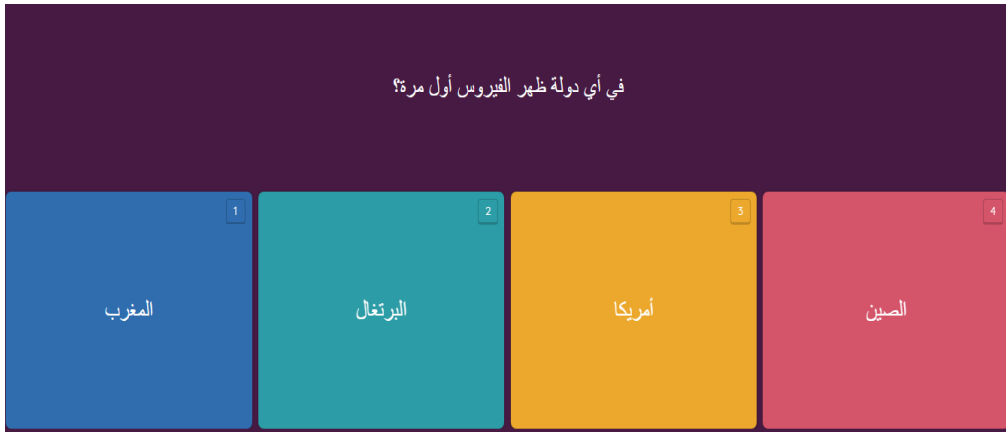 في أي دولة ظهر الفيروس أول مرة؟
1
المغرب
2
البرتغال
3
أمريكا
4
الصين